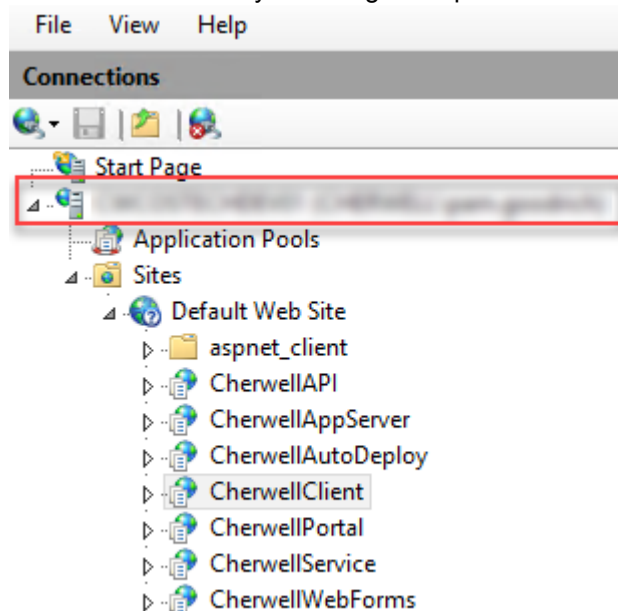 File View Help
Connections
Start Page
Application Pools
Sites
Default Web Site
aspnet_client
CherwellAPI
CherwellAppServer
CherwellAutoDeploy
CherwellClient
CherwellPortal
CherwellService
CherwellWebForms